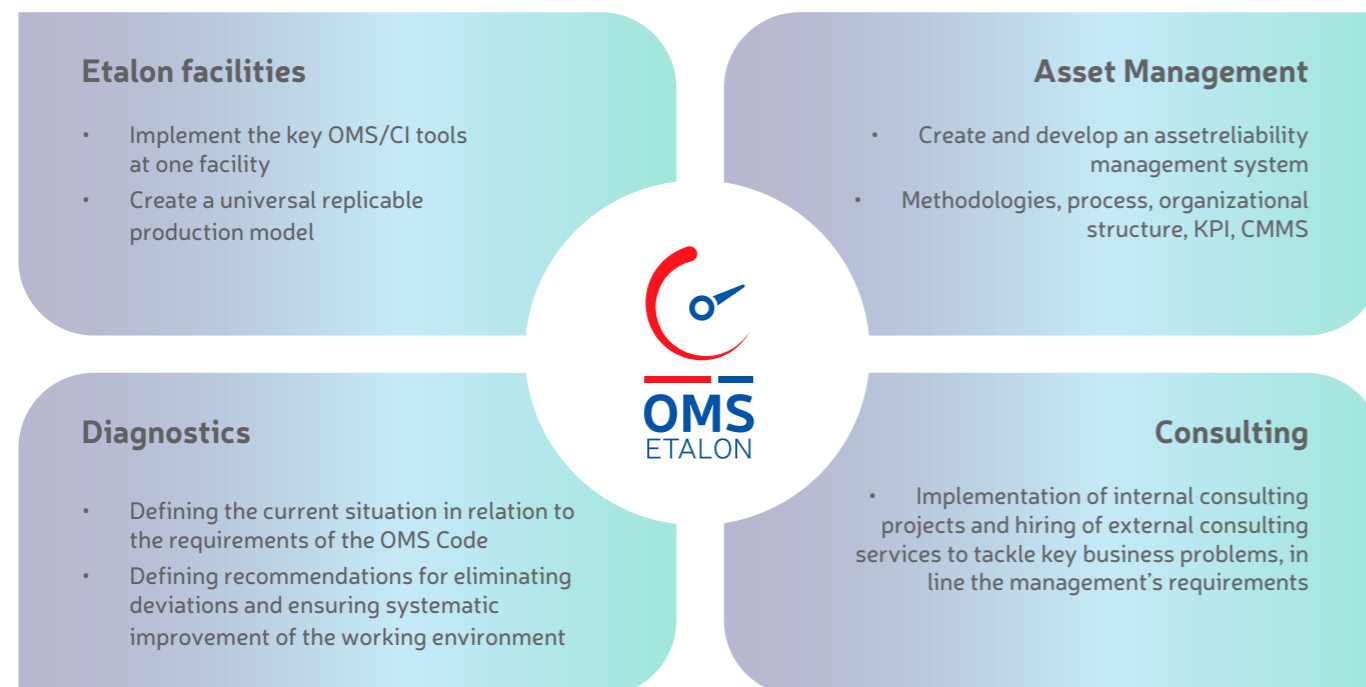 Etalon facilities
• Implement the key OMS/CI tools
at one facility
• Create a universal replicable
production model
Asset Management
• Create and develop an assetreliability
management system
• Methodologies, process, organizational
structure, KPI, CMMS
OMS
ETALON
Diagnostics
• Defining the current situation in relation to
the requirements of the OMS Code
• Defining recommendations for eliminating
deviations and ensuring systematic
improvement of the working environment
Consulting
• Implementation of internal consulting
projects and hiring of external consulting
services to tackle key business problems, in
line the management's requirements